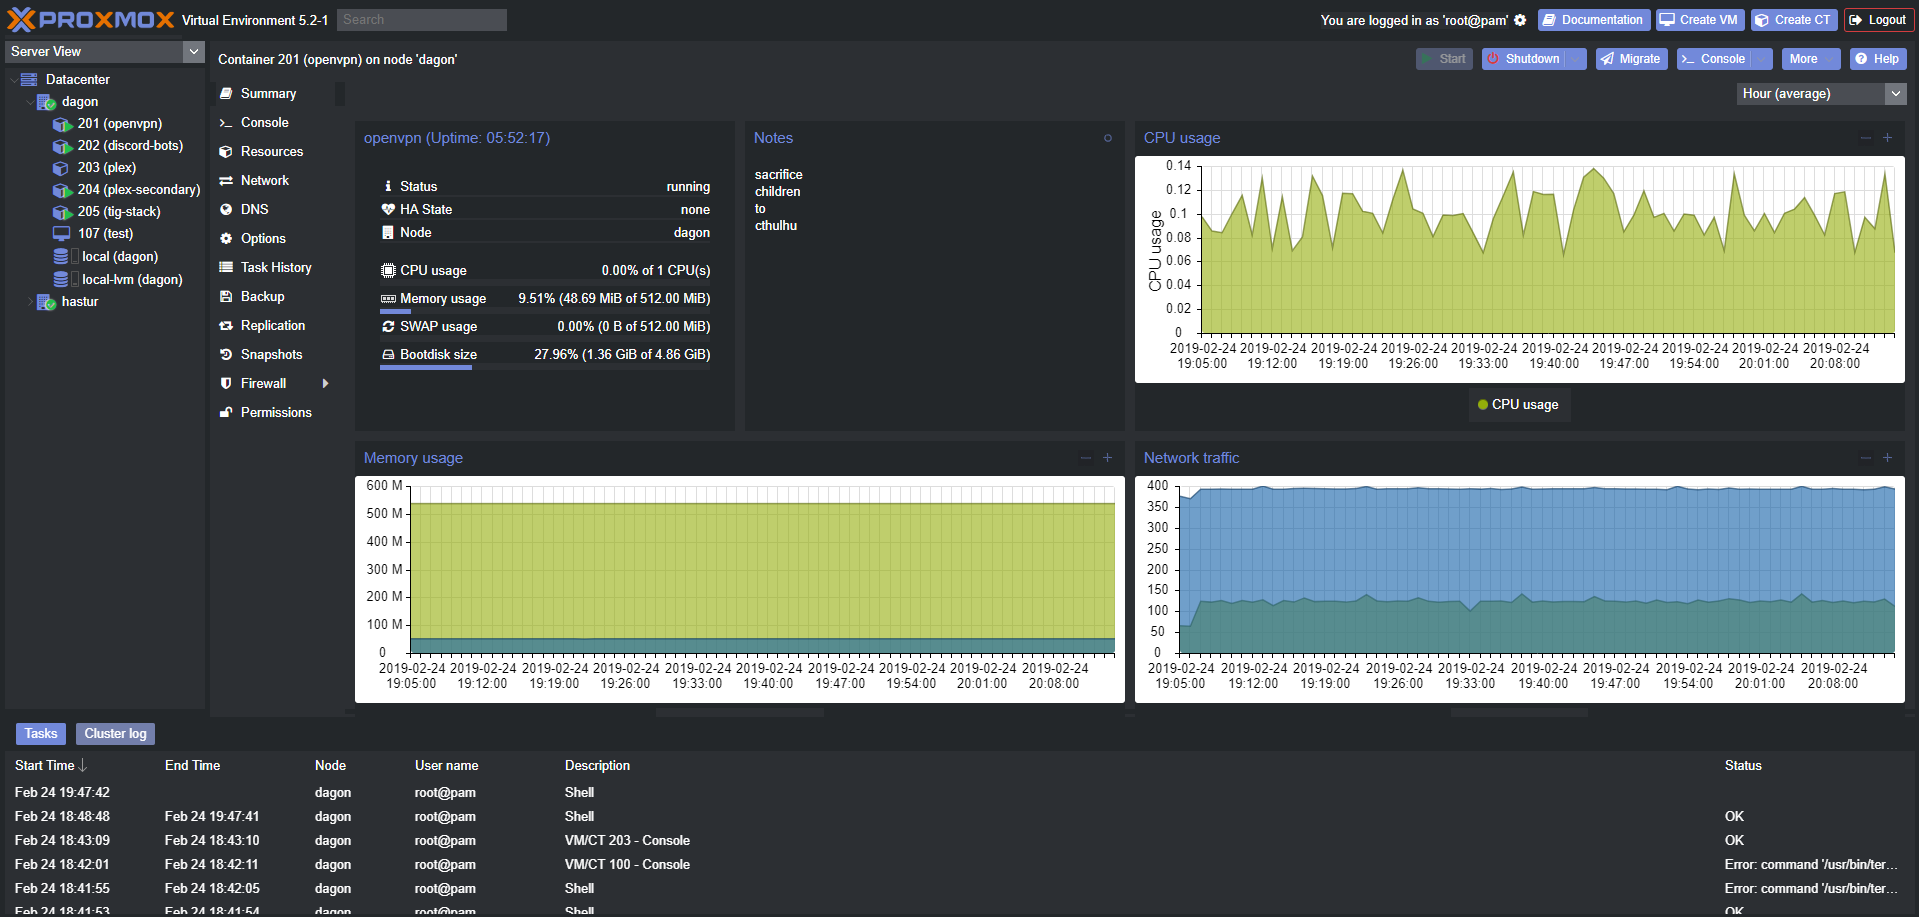 PROXMOX Virtual Environment 5.2-1 Search You are logged in as 'root@pam' Documentation Create VM Create CT Logout
Server View
Container 201 (openvpn) on node 'dagon' Start Shutdown Migrate Console More Help
Datacenter
dagon
201 (openvpn)
202 (discord-bots)
203 (plex)
204 (plex-secondary)
205 (tig-stack)
107 (test)
local (dagon)
local-lvm (dagon)
hastur
Summary
Console
Resources
Network
DNS
Options
Task History
Backup
Replication
Snapshots
Firewall
Permissions
Hour (average)
openvpn (Uptime: 05:52:17)
Status running
HA State none
Node dagon
CPU usage 0.00% of 1 CPU(s)
Memory usage 9.51% (48.69 MiB of 512.00 MiB)
SWAP usage 0.00% (0 B of 512.00 MiB)
Bootdisk size 27.96% (1.36 GiB of 4.86 GiB)
Notes
sacrifice
children
to
cthulhu
CPU usage
CPU usage
0.14
0.12
0.1
0.08
0.06
0.04
0.02
0
2019-02-24 2019-02-24 2019-02-24 2019-02-24 2019-02-24 2019-02-24 2019-02-24 2019-02-24 2019-02-24 2019-02-24
19:05:00 19:12:00 19:19:00 19:26:00 19:33:00 19:40:00 19:47:00 19:54:00 20:01:00 20:08:00
CPU usage
Memory usage
600 M
500 M
400 M
300 M
200 M
100 M
0
2019-02-24 2019-02-24 2019-02-24 2019-02-24 2019-02-24 2019-02-24 2019-02-24 2019-02-24 2019-02-24 2019-02-24
19:05:00 19:12:00 19:19:00 19:26:00 19:33:00 19:40:00 19:47:00 19:54:00 20:01:00 20:08:00
Network traffic
400
350
300
250
200
150
100
50
0
2019-02-24 2019-02-24 2019-02-24 2019-02-24 2019-02-24 2019-02-24 2019-02-24 2019-02-24 2019-02-24 2019-02-24
19:05:00 19:12:00 19:19:00 19:26:00 19:33:00 19:40:00 19:47:00 19:54:00 20:01:00 20:08:00
Tasks Cluster log
Start Time End Time Node User name Description Status
Feb 24 19:47:42 dagon root@pam Shell
Feb 24 18:48:48 Feb 24 19:47:41 dagon root@pam Shell OK
Feb 24 18:43:09 Feb 24 18:43:10 dagon root@pam VM/CT 203 - Console OK
Feb 24 18:42:01 Feb 24 18:42:11 dagon root@pam VM/CT 100 - Console Error: command '/usr/bin/ter...
Feb 24 18:41:55 Feb 24 18:42:05 dagon root@pam Shell Error: command '/usr/bin/ter...
Feb 24 18:41:53 Feb 24 18:41:54 dagon root@pam Shell OK